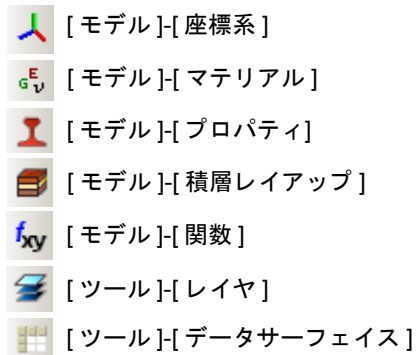 [ モデル ]-[ 座標系 ]
G E ν [ モデル ]-[ マテリアル ]
[ モデル ]-[ プロパティ]
[ モデル ]-[ 積層レイアップ ]
fxy [ モデル ]-[ 関数 ]
[ ツール ]-[ レイヤ ]
[ ツール ]-[ データサーフェイス ]